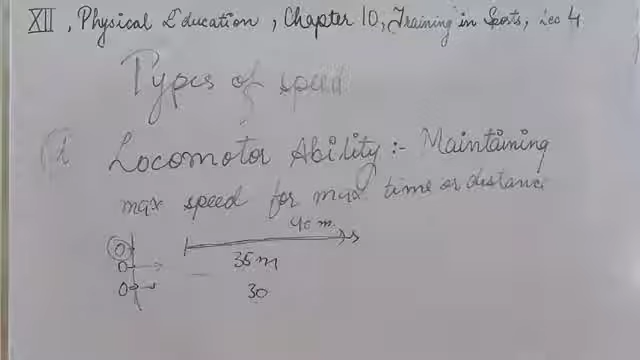 XII, Physical Education, Chapter 10, Training in Sports, Lec 4
Types of speed
Locomotor Ability :- Maintaining
max speed for max time or distance
40 m
35 m
30